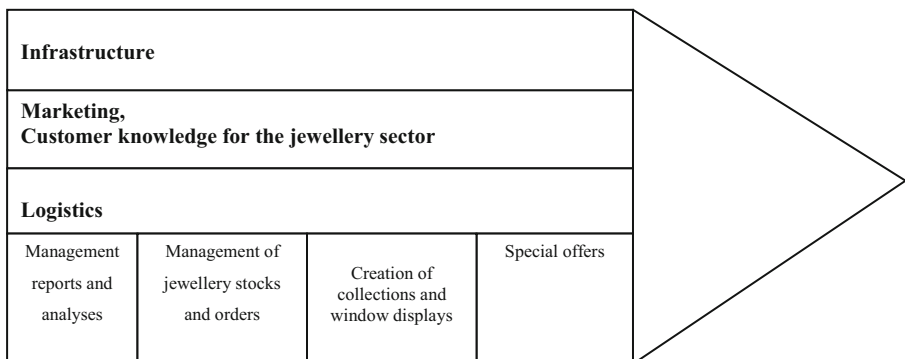 Infrastructure
Marketing,
Customer knowledge for the jewellery sector
Logistics
Management
reports and
analyses
Management of
jewellery stocks
and orders
Creation of
collections and
window displays
Special offers